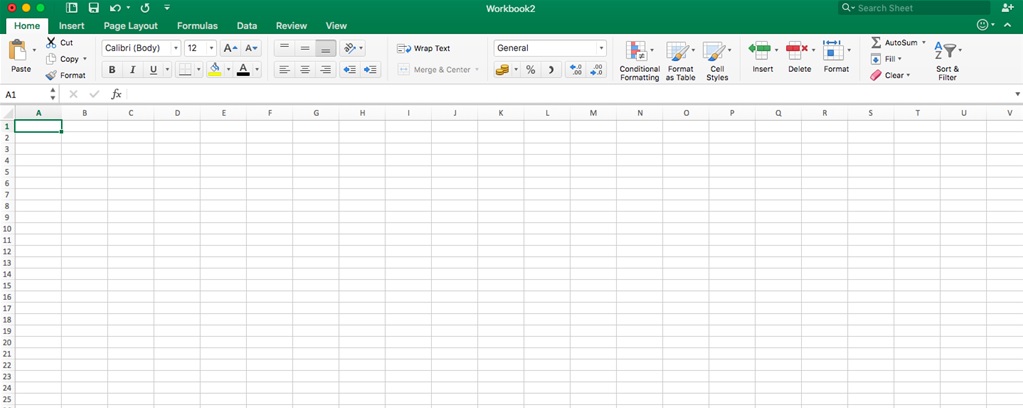 Workbook2
Search Sheet
Home Insert Page Layout Formulas Data Review View
Paste
Cut
Copy
Format
Calibri (Body) 12 A A
B I U A
Wrap Text
Merge & Center
General
% .0 .00 .00 .0
Conditional Formatting
Format as Table
Cell Styles
Insert
Delete
Format
AutoSum
Fill
Clear
A Z
Sort & Filter
A1 fx
A B C D E F G H I J K L M N O P Q R S T U V
1
2
3
4
5
6
7
8
9
10
11
12
13
14
15
16
17
18
19
20
21
22
23
24
25